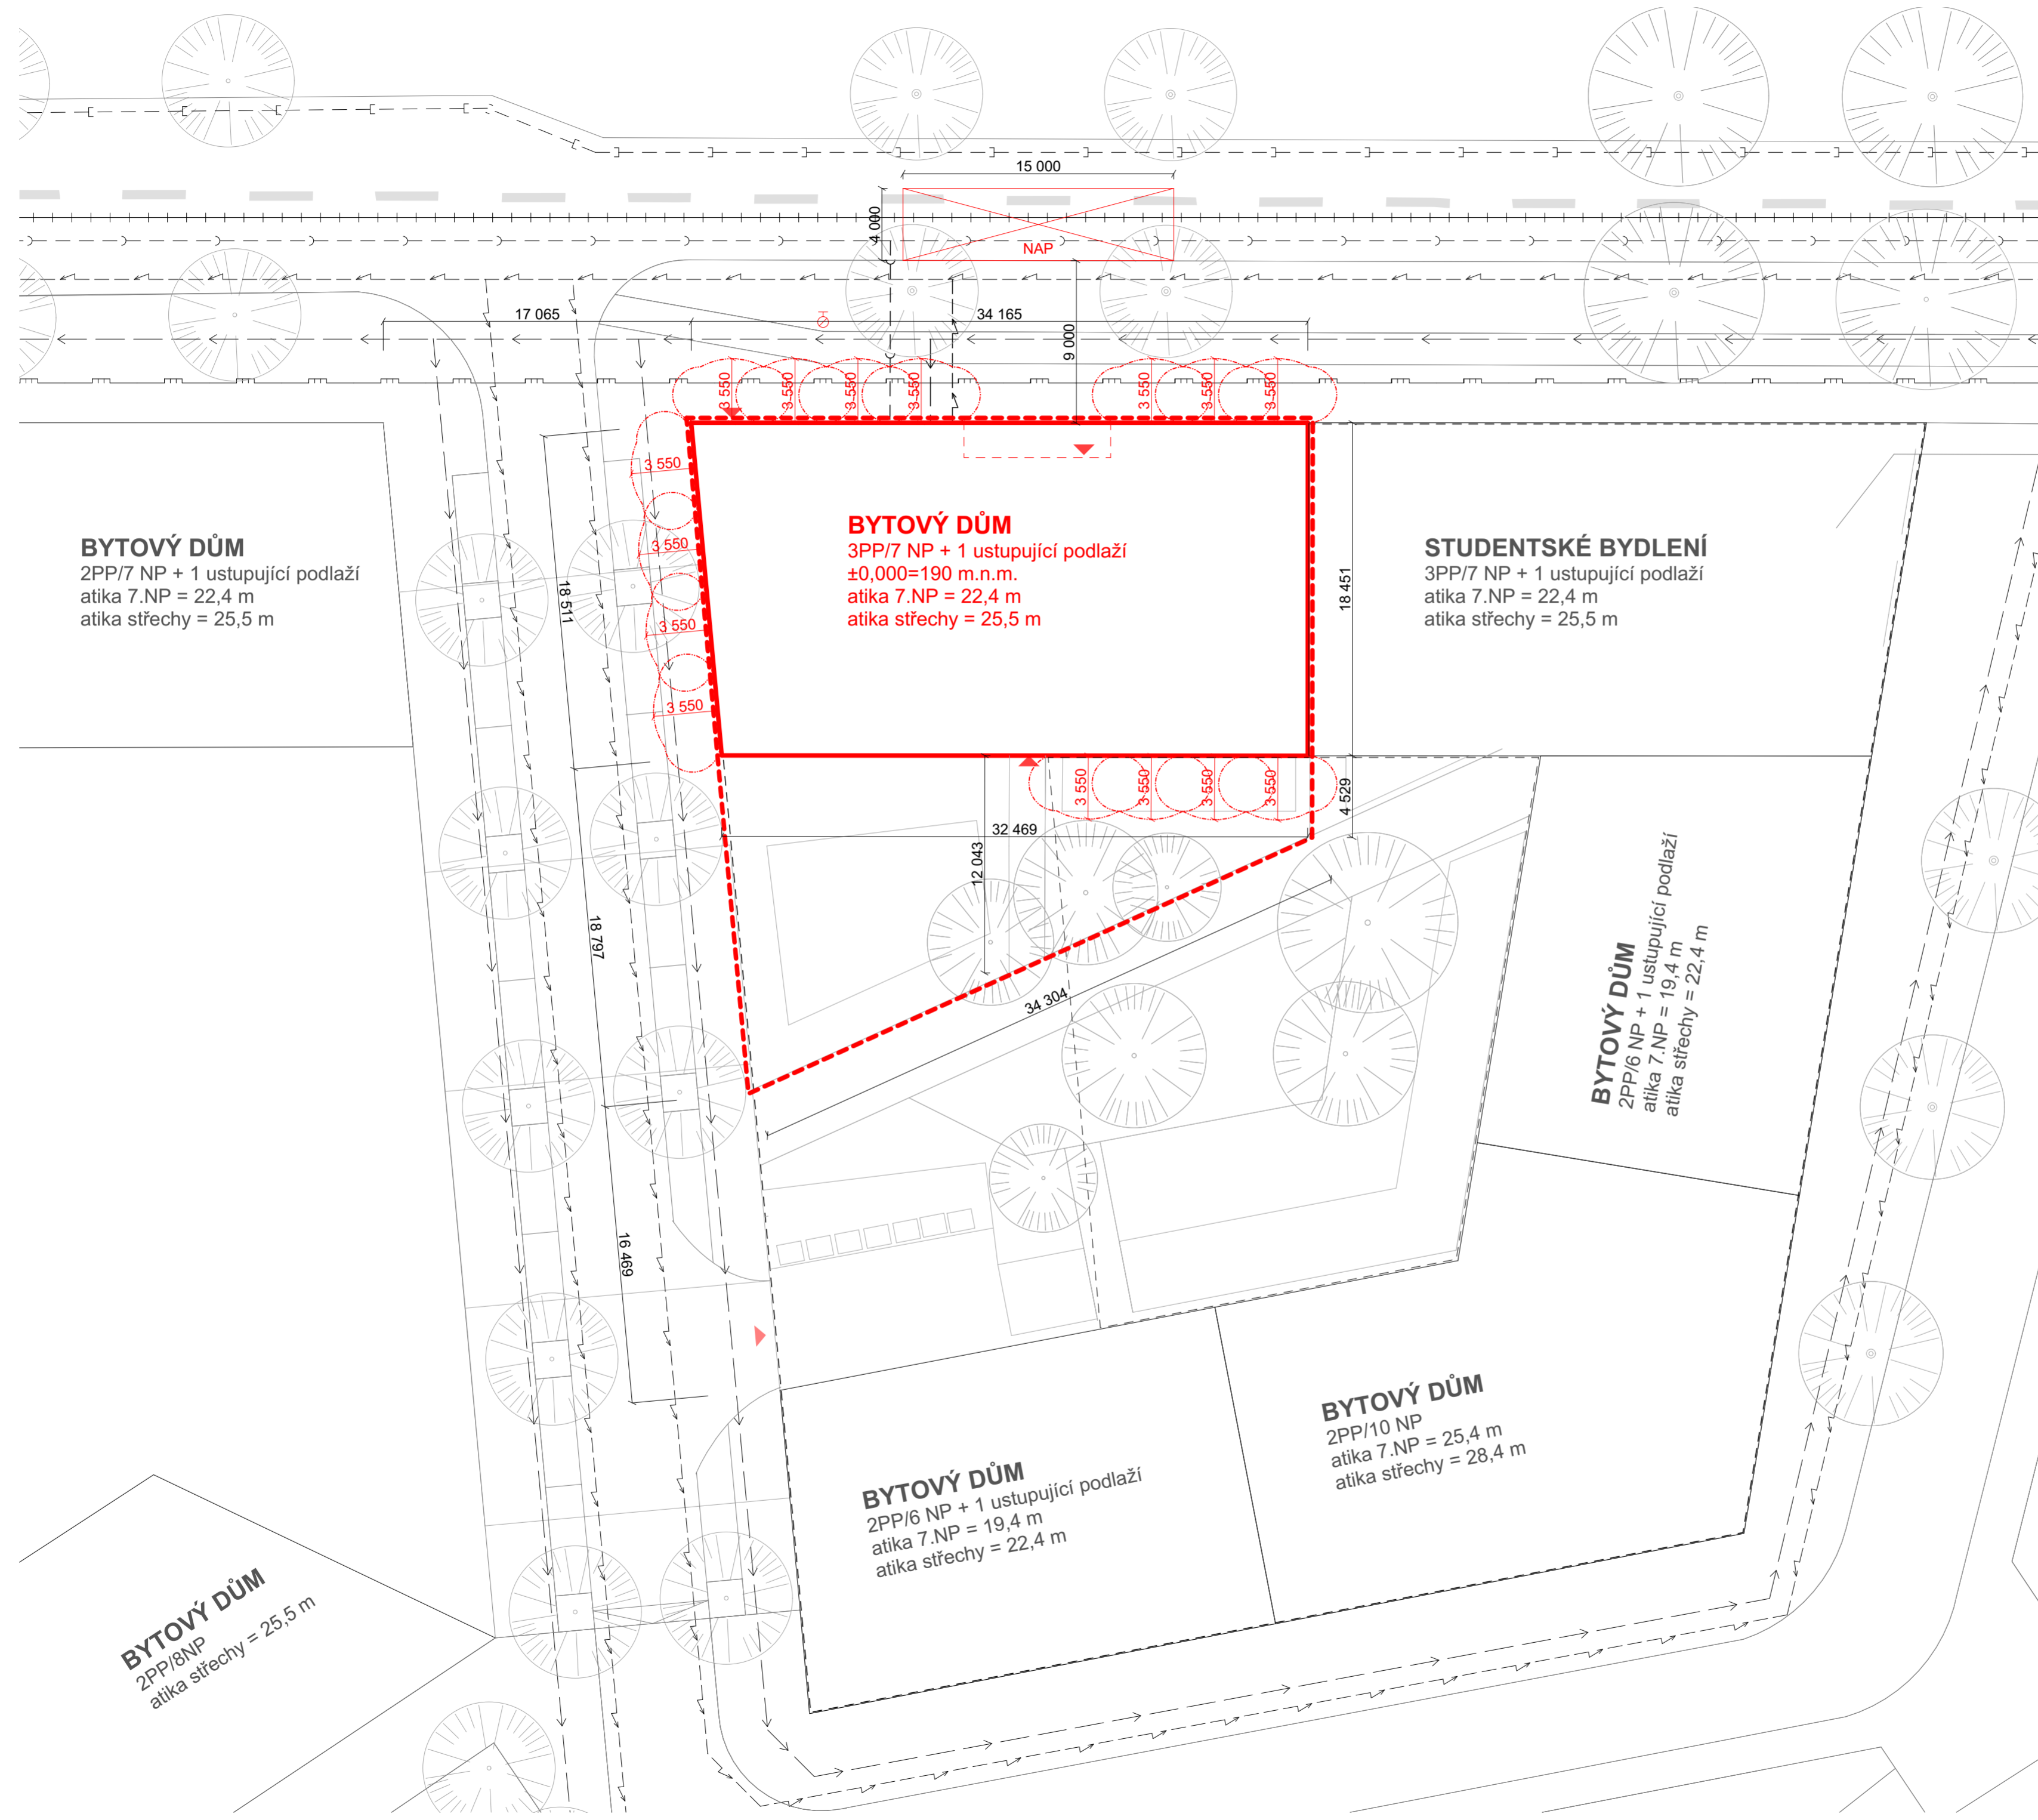 15 000
4 000
NAP
17 065
34 165
9 000
3 550
3 550
3 550
3 550
3 550
3 550
3 550
3 550
3 550
3 550
3 550
BYTOVÝ DŮM
2PP/7 NP + 1 ustupující podlaží
atika 7.NP = 22,4 m
atika střechy = 25,5 m
18 511
BYTOVÝ DŮM
3PP/7 NP + 1 ustupující podlaží
±0,000=190 m.n.m.
atika 7.NP = 22,4 m
atika střechy = 25,5 m
18 451
STUDENTSKÉ BYDLENÍ
3PP/7 NP + 1 ustupující podlaží
atika 7.NP = 22,4 m
atika střechy = 25,5 m
3 550
3 550
3 550
3 550
4 529
32 469
12 043
18 797
34 304
BYTOVÝ DŮM
2PP/6 NP + 1 ustupující podlaží
atika 7.NP = 19,4 m
atika střechy = 22,4 m
16 469
BYTOVÝ DŮM
2PP/10 NP
atika 7.NP = 25,4 m
atika střechy = 28,4 m
BYTOVÝ DŮM
2PP/6 NP + 1 ustupující podlaží
atika 7.NP = 19,4 m
atika střechy = 22,4 m
BYTOVÝ DŮM
2PP/8NP
atika střechy = 25,5 m